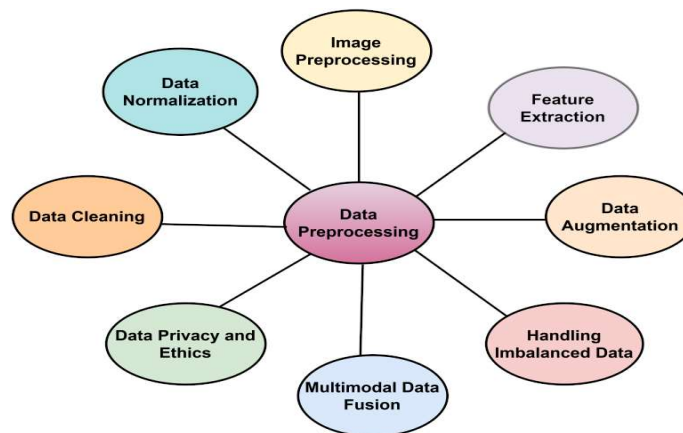 Image
Preprocessing
Data
Normalization
Feature
Extraction
Data Cleaning
Data
Preprocessing
Data
Augmentation
Data Privacy and
Ethics
Handling
Imbalanced Data
Multimodal Data
Fusion